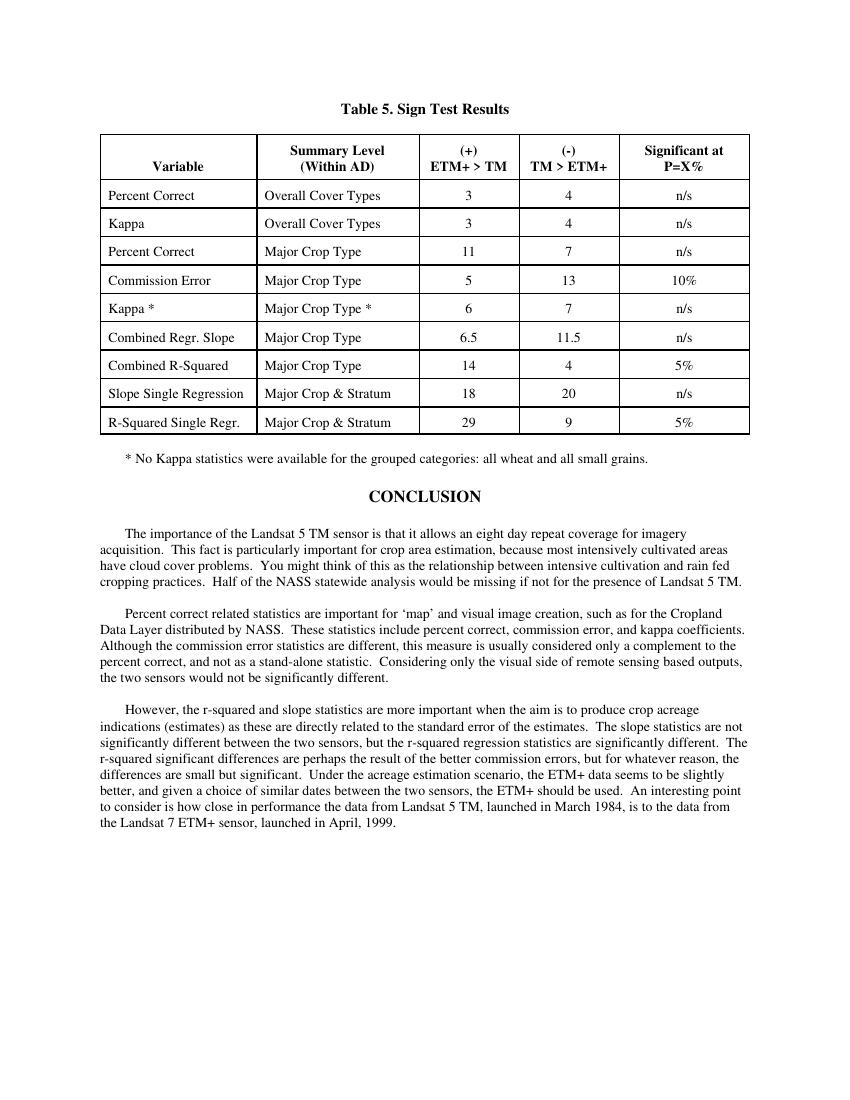 Table 5. Sign Test Results
Variable Summary Level (Within AD) (+) ETM+ > TM (-) TM > ETM+ Significant at P=X%
Percent Correct Overall Cover Types 3 4 n/s
Kappa Overall Cover Types 3 4 n/s
Percent Correct Major Crop Type 11 7 n/s
Commission Error Major Crop Type 5 13 10%
Kappa * Major Crop Type * 6 7 n/s
Combined Regr. Slope Major Crop Type 6.5 11.5 n/s
Combined R-Squared Major Crop Type 14 4 5%
Slope Single Regression Major Crop & Stratum 18 20 n/s
R-Squared Single Regr. Major Crop & Stratum 29 9 5%
* No Kappa statistics were available for the grouped categories: all wheat and all small grains.
CONCLUSION
The importance of the Landsat 5 TM sensor is that it allows an eight day repeat coverage for imagery
acquisition. This fact is particularly important for crop area estimation, because most intensively cultivated areas
have cloud cover problems. You might think of this as the relationship between intensive cultivation and rain fed
cropping practices. Half of the NASS statewide analysis would be missing if not for the presence of Landsat 5 TM.
Percent correct related statistics are important for ‘map’ and visual image creation, such as for the Cropland
Data Layer distributed by NASS. These statistics include percent correct, commission error, and kappa coefficients.
Although the commission error statistics are different, this measure is usually considered only a complement to the
percent correct, and not as a stand-alone statistic. Considering only the visual side of remote sensing based outputs,
the two sensors would not be significantly different.
However, the r-squared and slope statistics are more important when the aim is to produce crop acreage
indications (estimates) as these are directly related to the standard error of the estimates. The slope statistics are not
significantly different between the two sensors, but the r-squared regression statistics are significantly different. The
r-squared significant differences are perhaps the result of the better commission errors, but for whatever reason, the
differences are small but significant. Under the acreage estimation scenario, the ETM+ data seems to be slightly
better, and given a choice of similar dates between the two sensors, the ETM+ should be used. An interesting point
to consider is how close in performance the data from Landsat 5 TM, launched in March 1984, is to the data from
the Landsat 7 ETM+ sensor, launched in April, 1999.